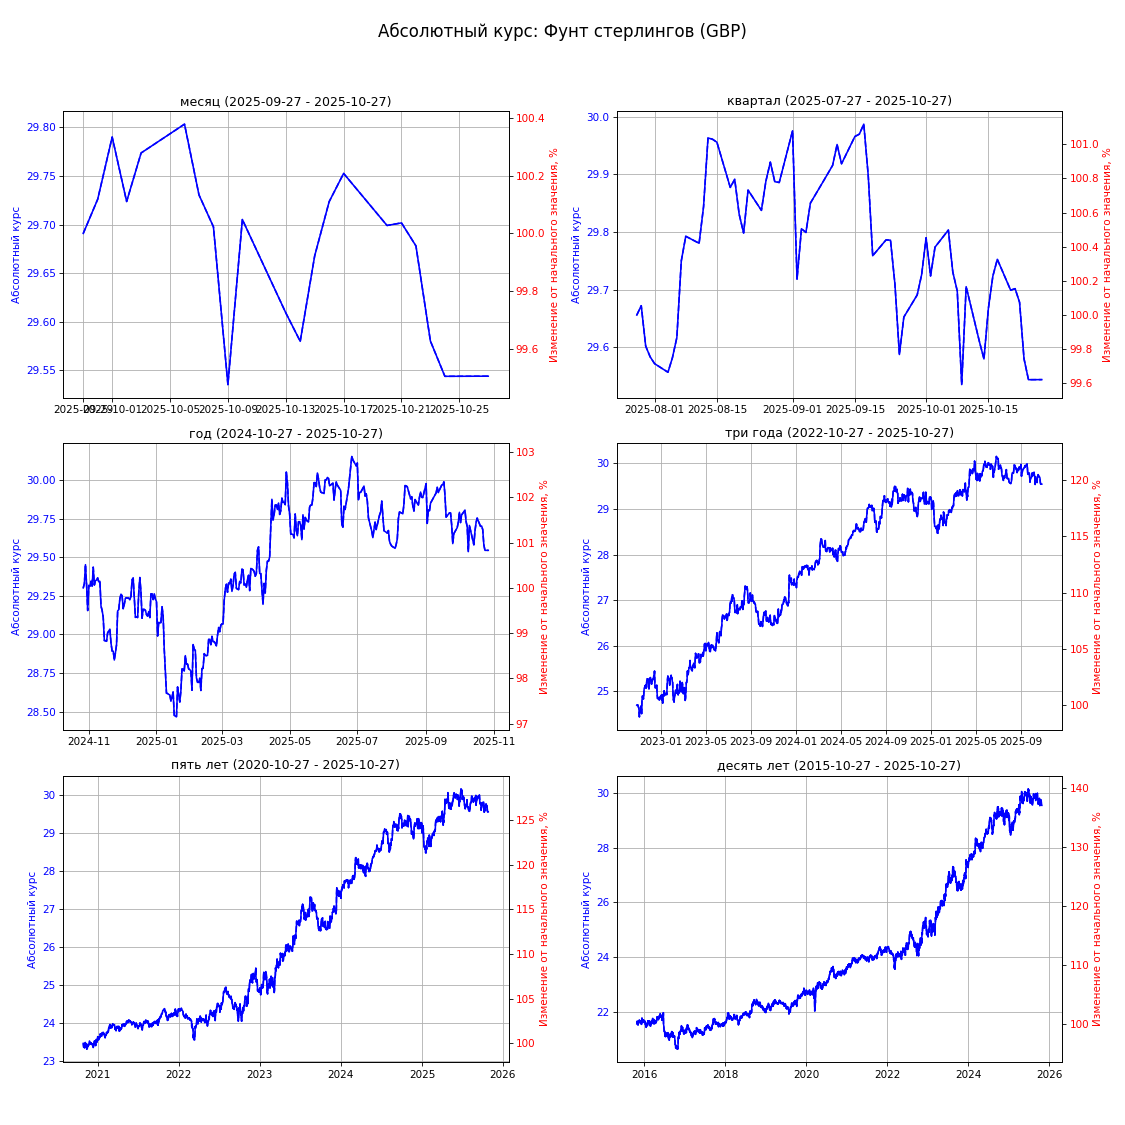 Абсолютный курс: Фунт стерлингов (GBP)
месяц (2025-09-27 - 2025-10-27)
Абсолютный курс
29.80
29.75
29.70
29.65
29.60
29.55
100.4
100.2
100.0
99.8
99.6
Изменение от начального значения, %
2025-09-29 2025-10-01 2025-10-05 2025-10-09 2025-10-13 2025-10-17 2025-10-21 2025-10-25
квартал (2025-07-27 - 2025-10-27)
Абсолютный курс
30.0
29.9
29.8
29.7
29.6
101.0
100.8
100.6
100.4
100.2
100.0
99.8
99.6
Изменение от начального значения, %
2025-08-01 2025-08-15 2025-09-01 2025-09-15 2025-10-01 2025-10-15
год (2024-10-27 - 2025-10-27)
Абсолютный курс
30.00
29.75
29.50
29.25
29.00
28.75
28.50
103
102
101
100
99
98
97
Изменение от начального значения, %
2024-11 2025-01 2025-03 2025-05 2025-07 2025-09 2025-11
три года (2022-10-27 - 2025-10-27)
Абсолютный курс
30
29
28
27
26
25
120
115
110
105
100
Изменение от начального значения, %
2023-01 2023-05 2023-09 2024-01 2024-05 2024-09 2025-01 2025-05 2025-09
пять лет (2020-10-27 - 2025-10-27)
Абсолютный курс
30
29
28
27
26
25
24
23
125
120
115
110
105
100
Изменение от начального значения, %
2021 2022 2023 2024 2025 2026
десять лет (2015-10-27 - 2025-10-27)
Абсолютный курс
30
28
26
24
22
140
130
120
110
100
Изменение от начального значения, %
2016 2018 2020 2022 2024 2026